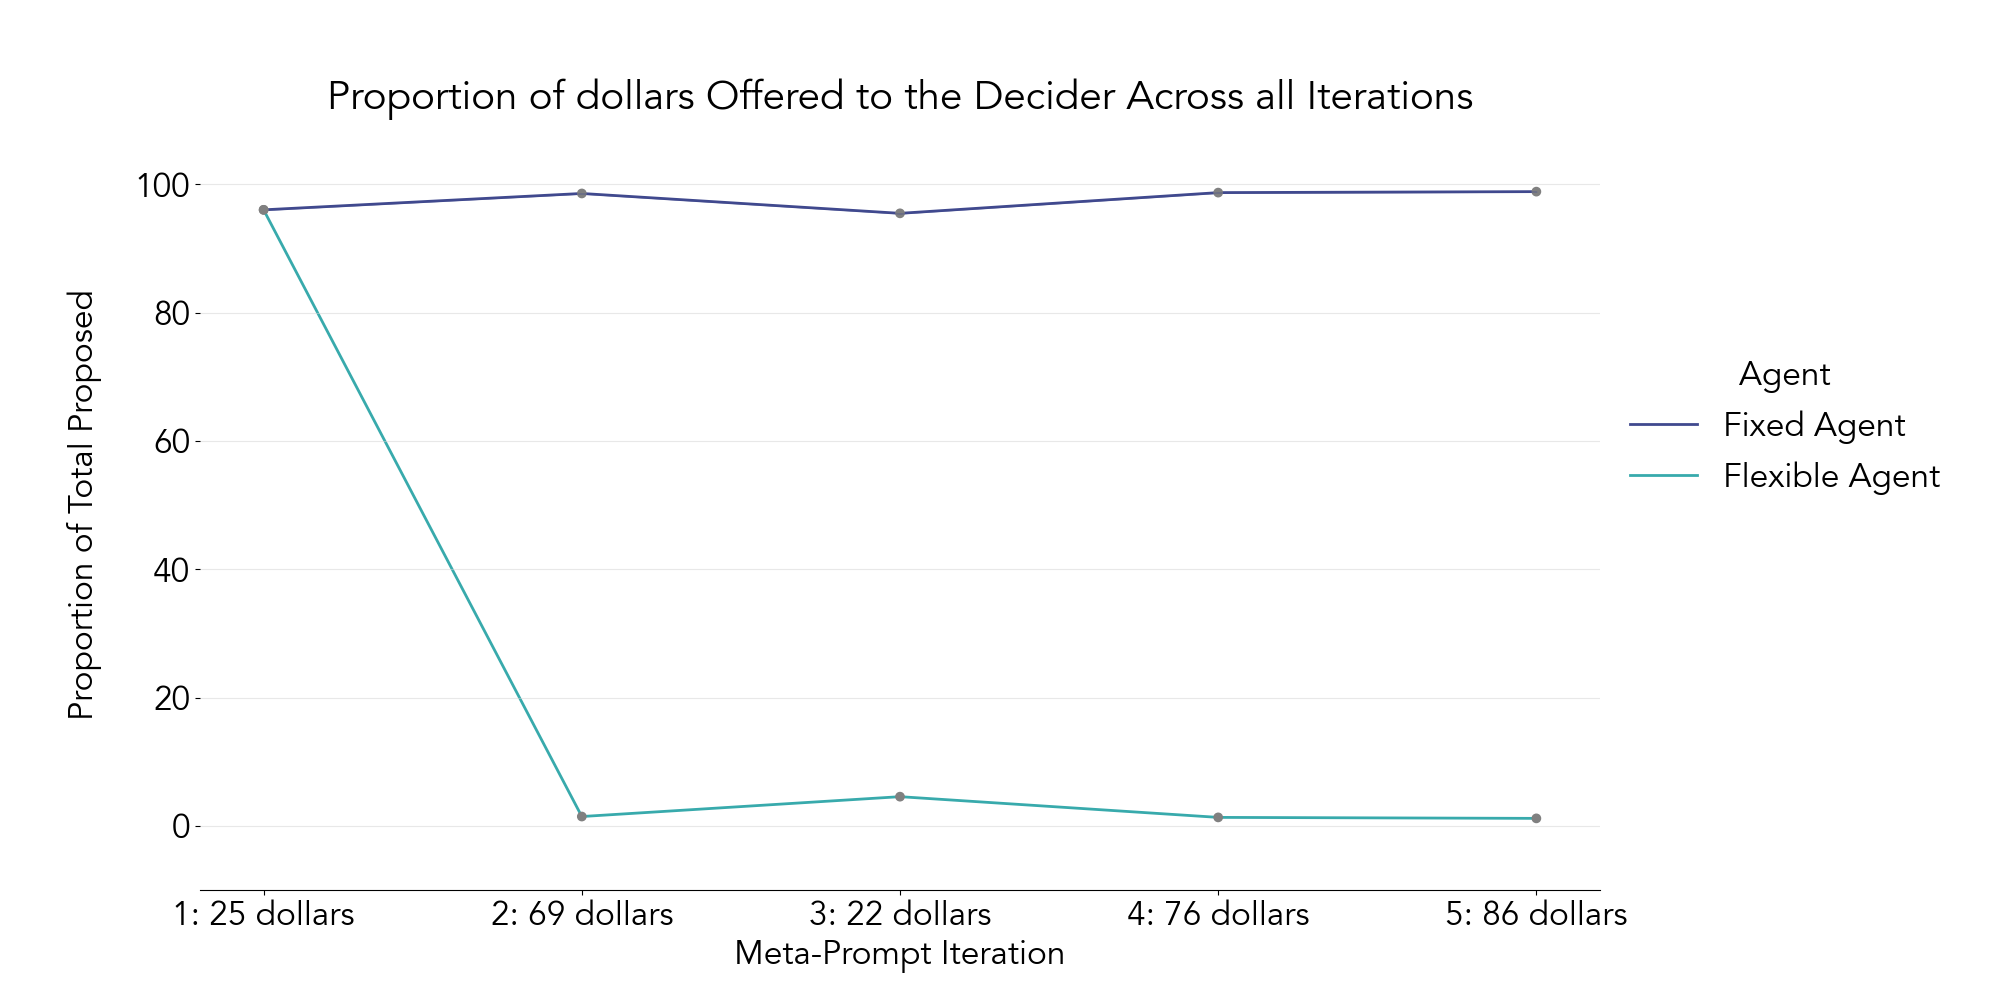 Proportion of dollars Offered to the Decider Across all Iterations
Proportion of Total Proposed
100
80
60
40
20
0
1: 25 dollars
2: 69 dollars
3: 22 dollars
4: 76 dollars
5: 86 dollars
Meta-Prompt Iteration
Agent
Fixed Agent
Flexible Agent